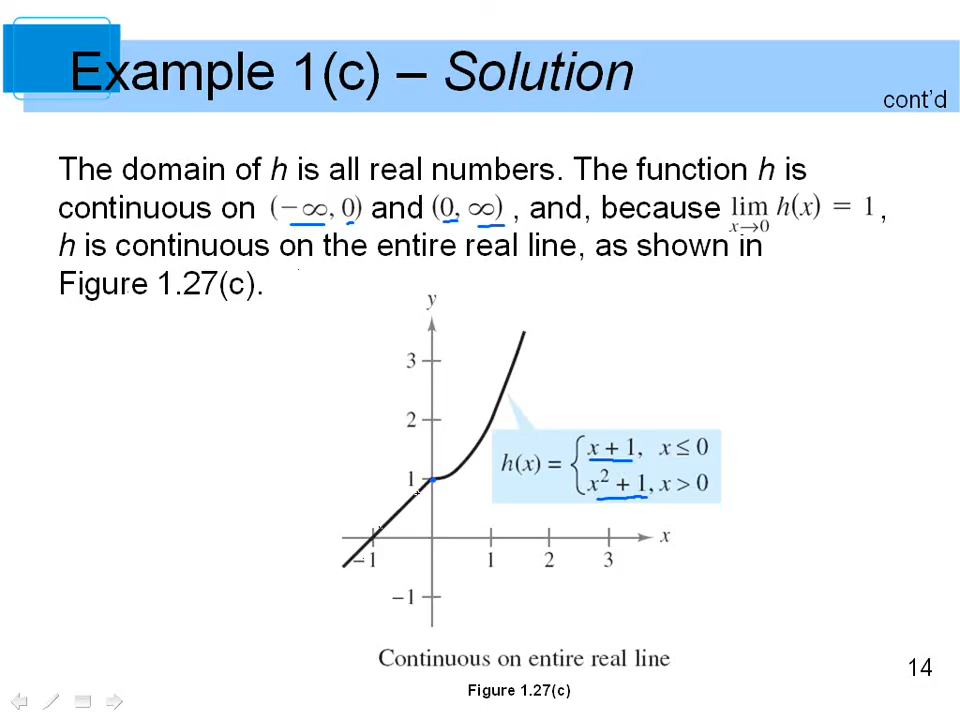 Example 1(c) – Solution
cont'd
The domain of h is all real numbers. The function h is
continuous on (−∞, 0) and (0, ∞) , and, because lim x→0 h(x) = 1 ,
h is continuous on the entire real line, as shown in
Figure 1.27(c).
y
3
2
h(x) = { x + 1, x ≤ 0
x² + 1, x > 0
1
x
−1 1 2 3
−1
Continuous on entire real line
14
Figure 1.27(c)